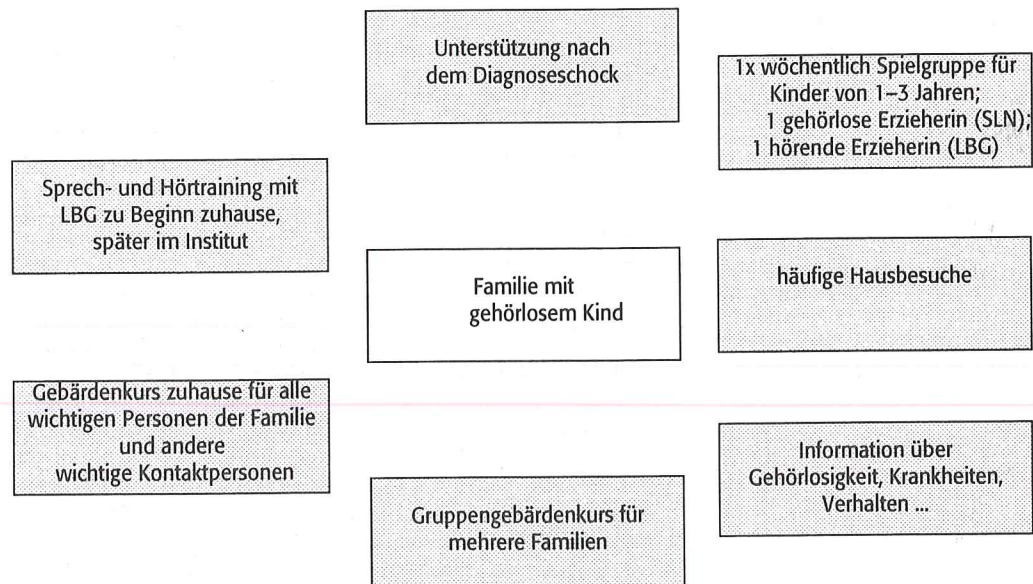 Unterstützung nach
dem Diagnoseschock
1x wöchentlich Spielgruppe für
Kinder von 1–3 Jahren;
1 gehörlose Erzieherin (SLN);
1 hörende Erzieherin (LBG)
Sprech- und Hörtraining mit
LBG zu Beginn zuhause,
später im Institut
Familie mit
gehörlosem Kind
häufige Hausbesuche
Gebärdenkurs zuhause für alle
wichtigen Personen der Familie
und andere
wichtige Kontaktpersonen
Information über
Gehörlosigkeit, Krankheiten,
Verhalten ...
Gruppengebärdenkurs für
mehrere Familien